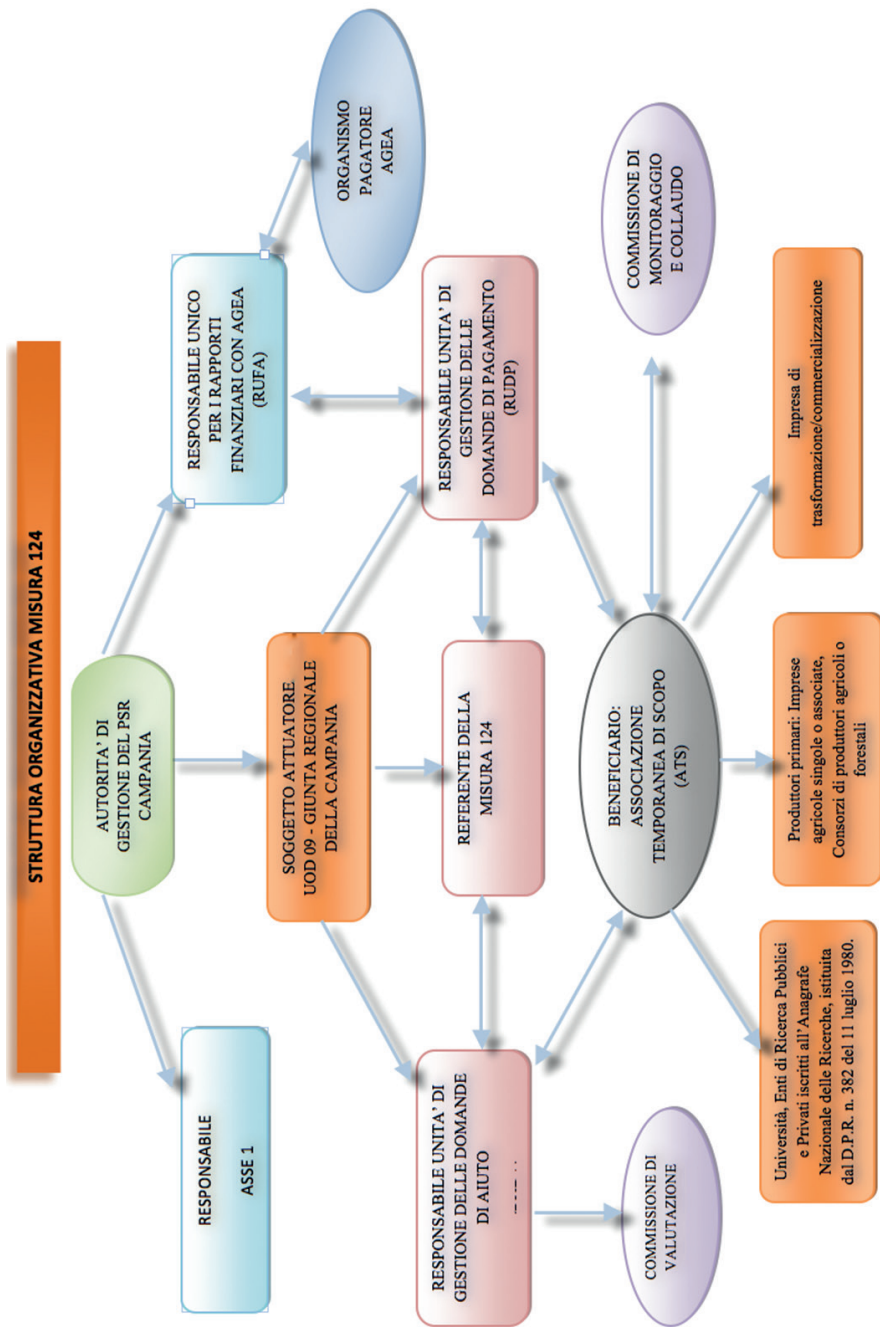 STRUTTURA ORGANIZZATIVA MISURA 124
AUTORITA’ DI
GESTIONE DEL PSR
CAMPANIA
RESPONSABILE
ASSE 1
RESPONSABILE UNICO
PER I RAPPORTI
FINANZIARI CON AGEA
(RUFA)
ORGANISMO
PAGATORE
AGEA
SOGGETTO ATTUATORE
UOD 09 - GIUNTA REGIONALE
DELLA CAMPANIA
RESPONSABILE UNITA’ DI
GESTIONE DELLE DOMANDE
DI AIUTO
REFERENTE DELLA
MISURA 124
RESPONSABILE UNITA’ DI
GESTIONE DELLE
DOMANDE DI PAGAMENTO
(RUDP)
COMMISSIONE DI
VALUTAZIONE
BENEFICIARIO:
ASSOCIAZIONE
TEMPORANEA DI SCOPO
(ATS)
COMMISSIONE DI
MONITORAGGIO
E COLLAUDO
Università, Enti di Ricerca Pubblici
e Privati iscritti all’Anagrafe
Nazionale delle Ricerche, istituita
dal D.P.R. n. 382 del 11 luglio 1980.
Produttori primari: Imprese
agricole singole o associate,
Consorzi di produttori agricoli o
forestali
Impresa di
trasformazione/commercializzazione